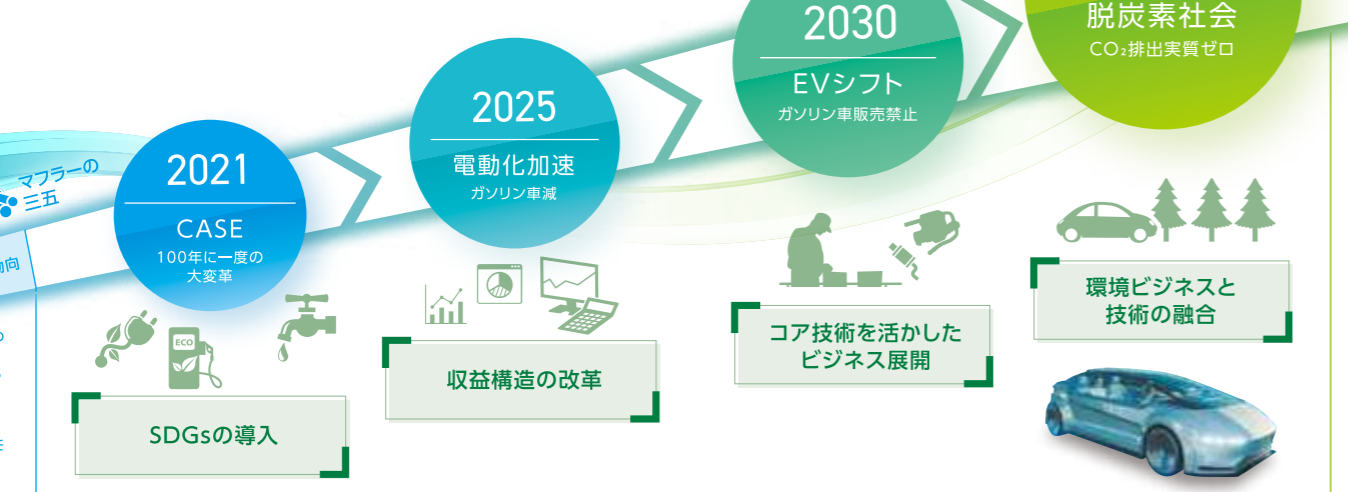 マフラーの
三五
2021
CASE
100年に一度の
大変革
2025
電動化加速
ガソリン車減
2030
EVシフト
ガソリン車販売禁止
脱炭素社会
CO₂排出実質ゼロ
ECO
SDGsの導入
収益構造の改革
コア技術を活かした
ビジネス展開
環境ビジネスと
技術の融合